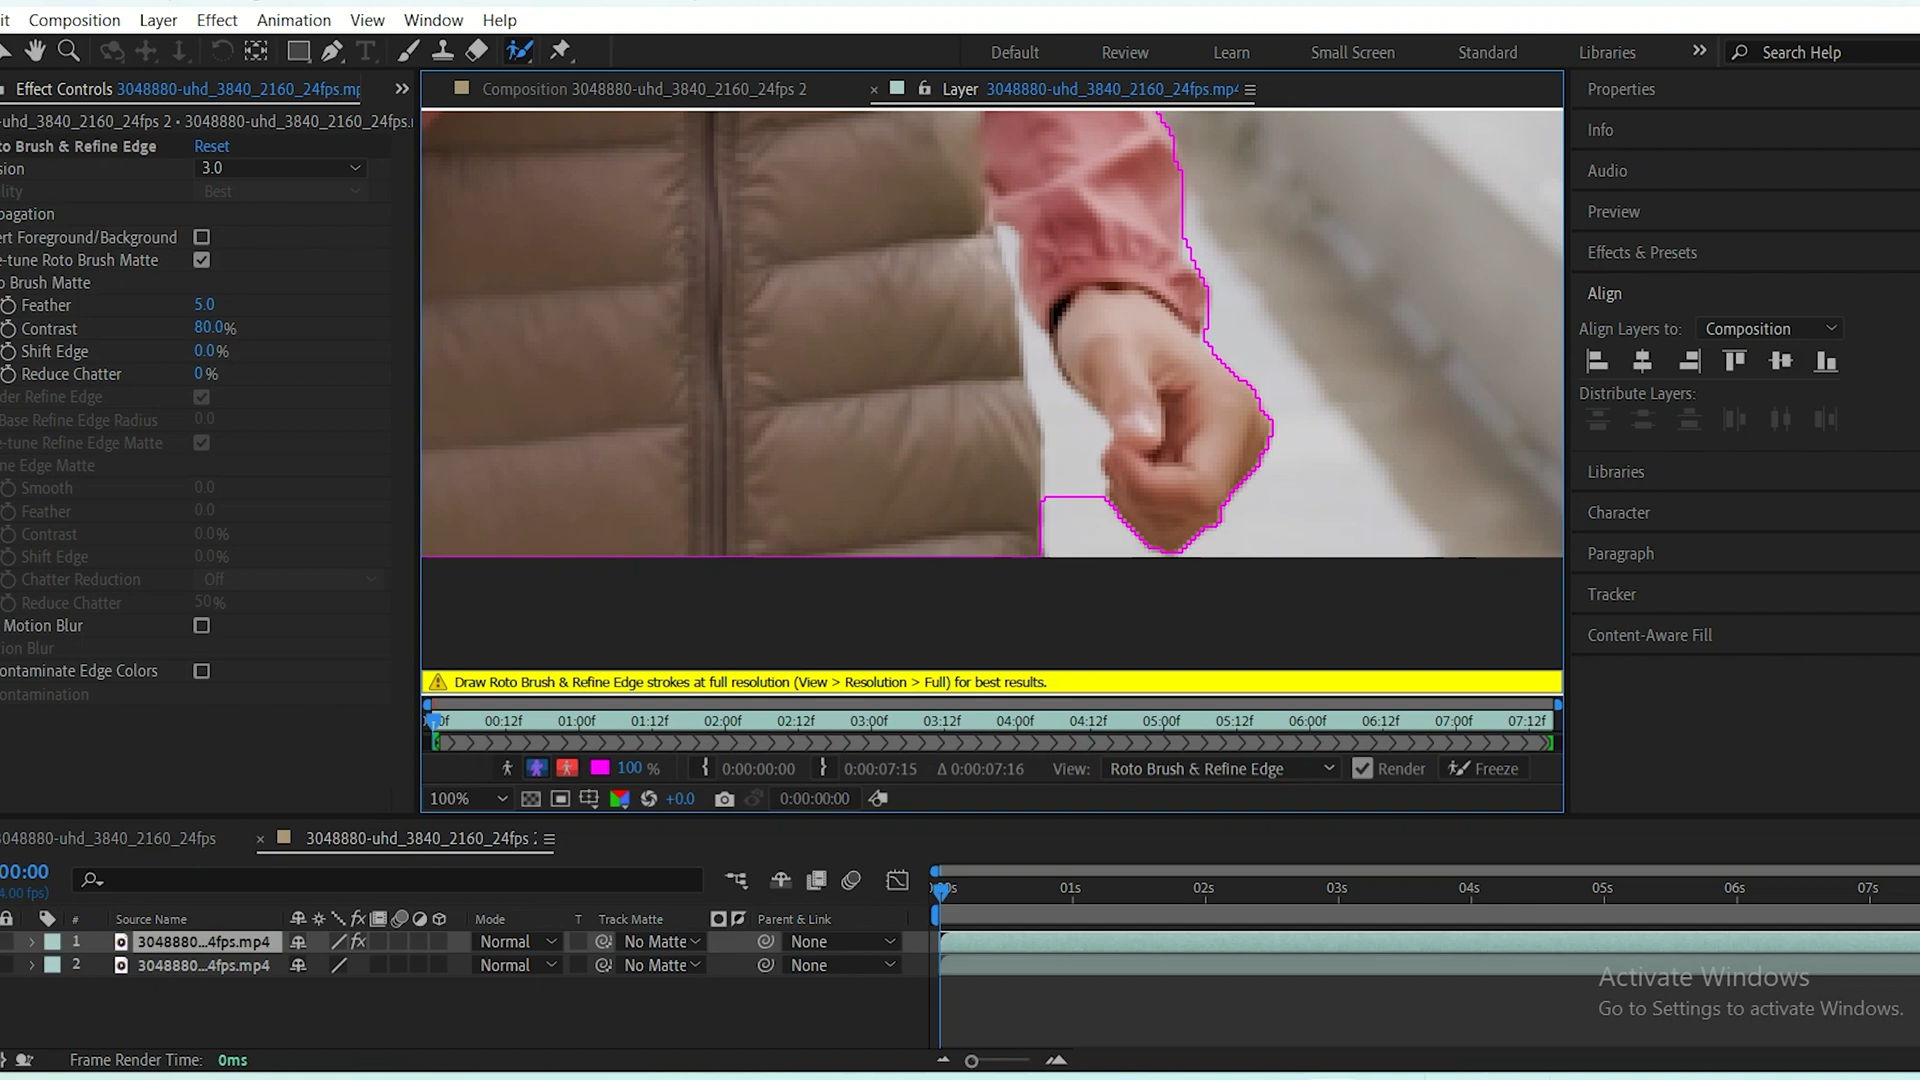 it Composition Layer Effect Animation View Window Help
Default Review Learn Small Screen Standard Libraries Search Help
Effect Controls 3048880-uhd_3840_2160_24fps.mp
Composition 3048880-uhd_3840_2160_24fps 2
Layer 3048880-uhd_3840_2160_24fps.mp4
-uhd_3840_2160_24fps 2 • 3048880-uhd_3840_2160_24fps.
to Brush & Refine Edge Reset
sion 3.0
lity Best
pagation
ert Foreground/Background
e-tune Roto Brush Matte
o Brush Matte
Feather 5.0
Contrast 80.0%
Shift Edge 0.0%
Reduce Chatter 0%
der Refine Edge
Base Refine Edge Radius 0.0
e-tune Refine Edge Matte
ne Edge Matte
Smooth 0.0
Feather 0.0
Contrast 0.0%
Shift Edge 0.0%
Chatter Reduction Off
Reduce Chatter 50%
Motion Blur
ion Blur
ontaminate Edge Colors
ontamination
Properties
Info
Audio
Preview
Effects & Presets
Align
Align Layers to: Composition
Distribute Layers:
Libraries
Character
Paragraph
Tracker
Content-Aware Fill
Draw Roto Brush & Refine Edge strokes at full resolution (View > Resolution > Full) for best results.
0f 00:12f 01:00f 01:12f 02:00f 02:12f 03:00f 03:12f 04:00f 04:12f 05:00f 05:12f 06:00f 06:12f 07:00f 07:12f
100 % 0:00:00:00 0:00:07:15 Δ 0:00:07:16 View: Roto Brush & Refine Edge Render Freeze
100% +0.0 0:00:00:00
3048880-uhd_3840_2160_24fps × 3048880-uhd_3840_2160_24fps 2
00:00
4.00 fps)
00s 01s 02s 03s 04s 05s 06s 07s
# Source Name fx Mode T Track Matte Parent & Link
1 3048880...4fps.mp4 fx Normal No Matte None
2 3048880...4fps.mp4 Normal No Matte None
Activate Windows
Go to Settings to activate Windows.
Frame Render Time: 0ms